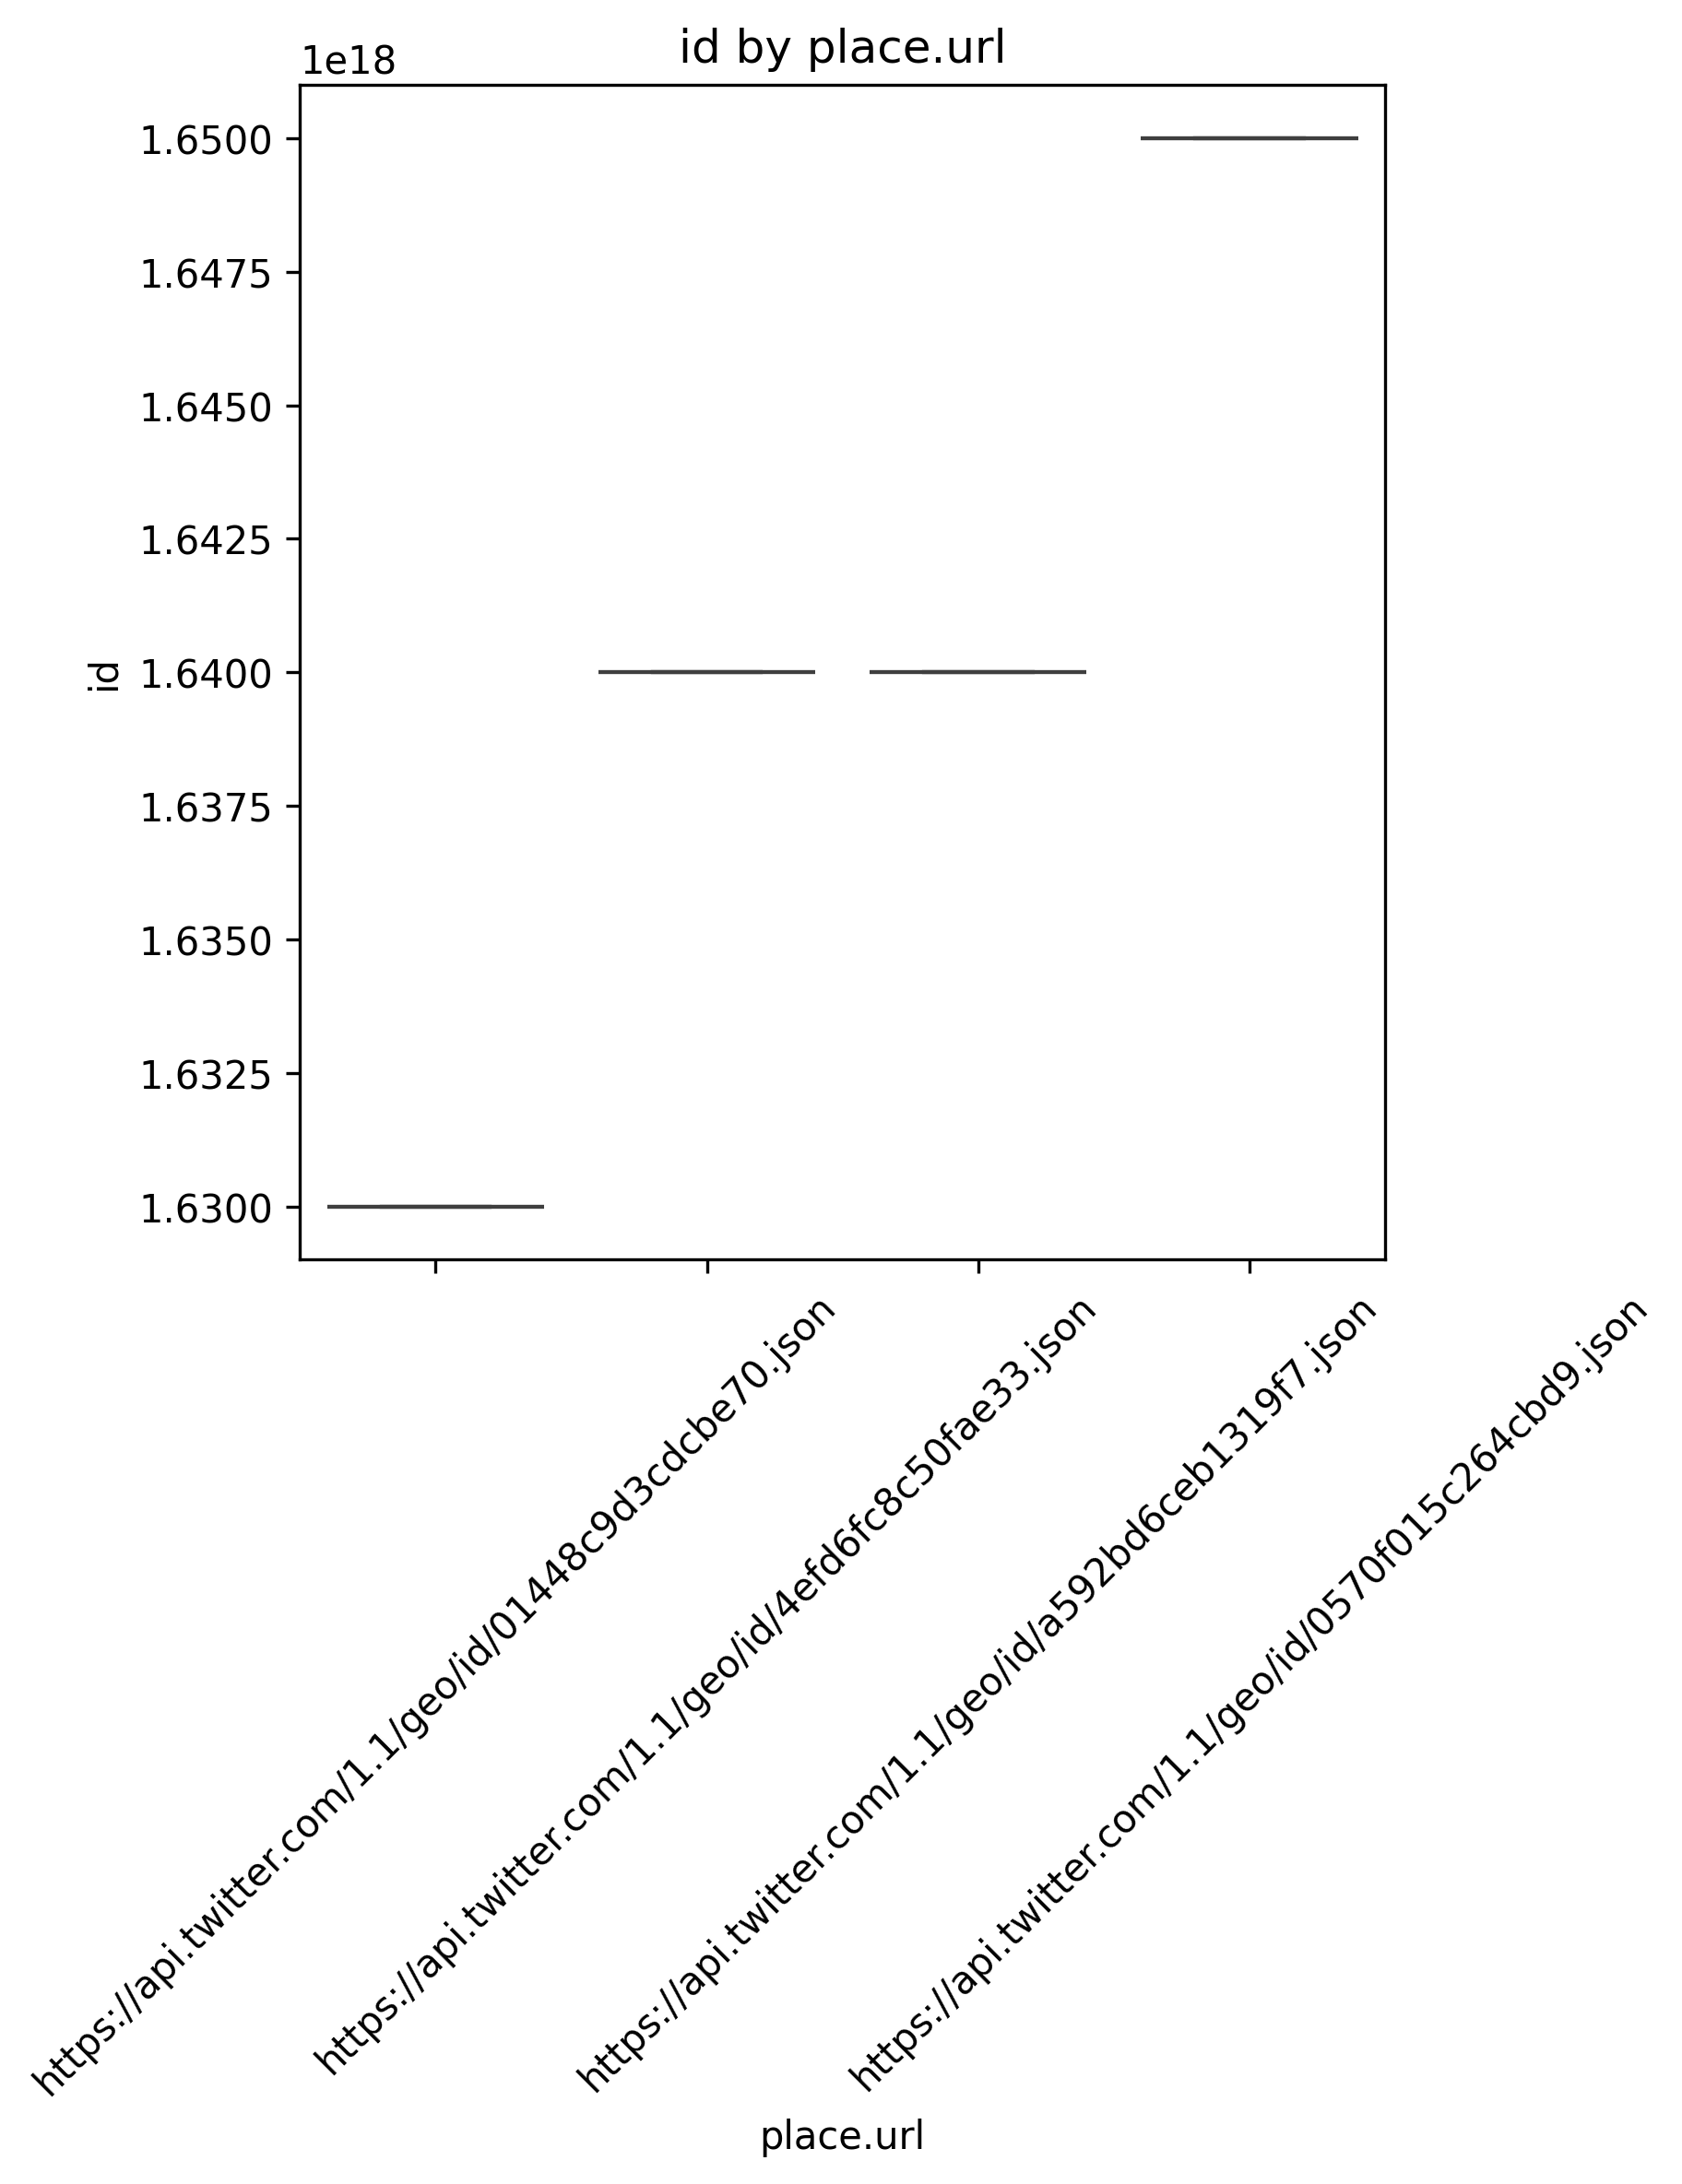 id by place.url
1e18
1.6500
1.6475
1.6450
1.6425
1.6400
1.6375
1.6350
1.6325
1.6300
id
https://api.twitter.com/1.1/geo/id/01448c9d3cdcbe70.json
https://api.twitter.com/1.1/geo/id/4efd6fc8c50fae33.json
https://api.twitter.com/1.1/geo/id/a592bd6ceb1319f7.json
https://api.twitter.com/1.1/geo/id/0570f015c264cbd9.json
place.url